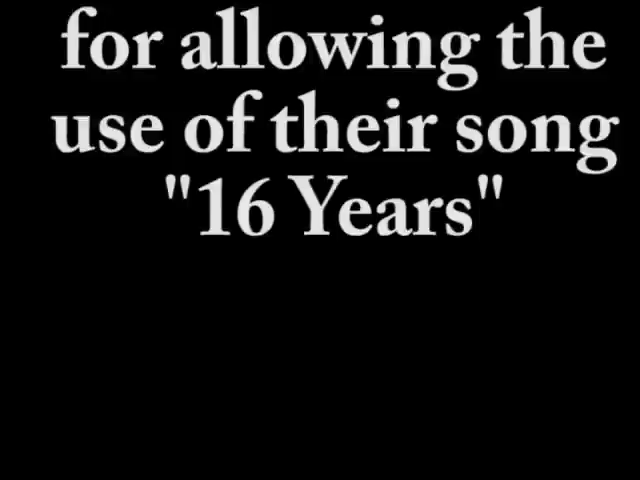 for allowing the
use of their song
"16 Years"